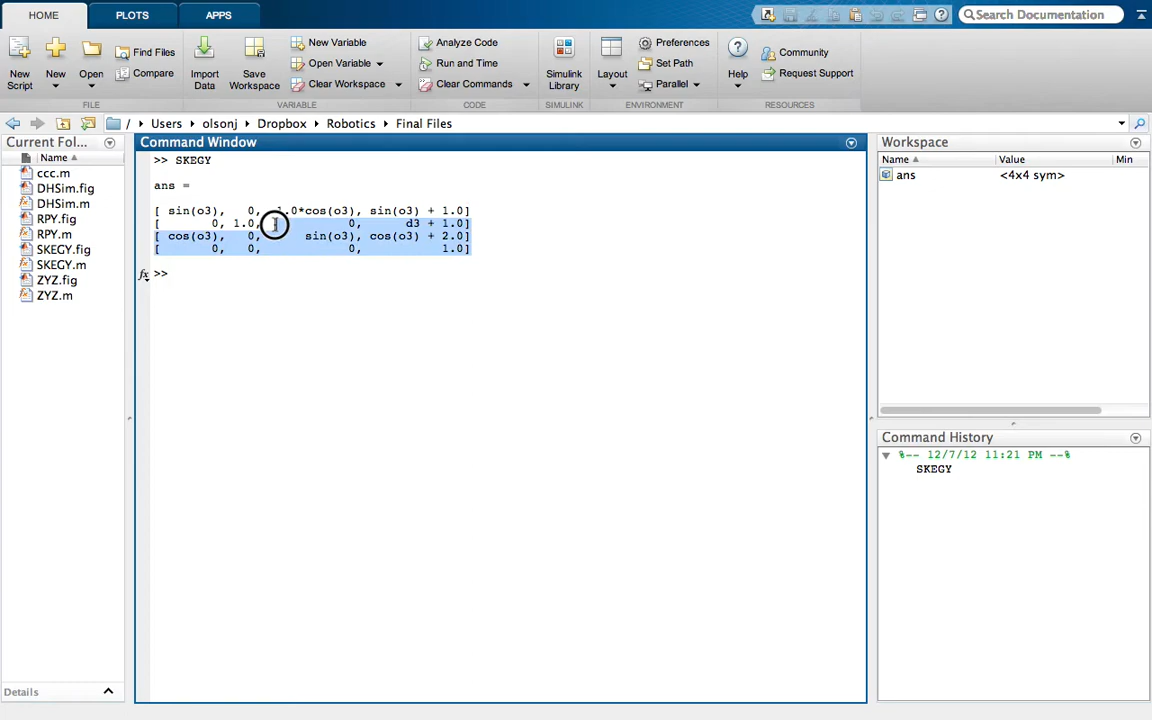 HOME PLOTS APPS
Search Documentation
New Script
New
Open
Find Files
Compare
FILE
Import Data
Save Workspace
New Variable
Open Variable
Clear Workspace
VARIABLE
Analyze Code
Run and Time
Clear Commands
CODE
Simulink Library
SIMULINK
Layout
Preferences
Set Path
Parallel
ENVIRONMENT
Help
Community
Request Support
RESOURCES
/ Users olsonj Dropbox Robotics Final Files
Current Fol...
Name
ccc.m
DHSim.fig
DHSim.m
RPY.fig
RPY.m
SKEGY.fig
SKEGY.m
ZYZ.fig
ZYZ.m
Details
Command Window
>> SKEGY
ans =
[ sin(o3), 0, 1.0*cos(o3), sin(o3) + 1.0]
[ 0, 1.0, 0, d3 + 1.0]
[ cos(o3), 0, sin(o3), cos(o3) + 2.0]
[ 0, 0, 0, 1.0]
fx >>
Workspace
Name Value Min
ans <4x4 sym>
Command History
%-- 12/7/12 11:21 PM --%
SKEGY